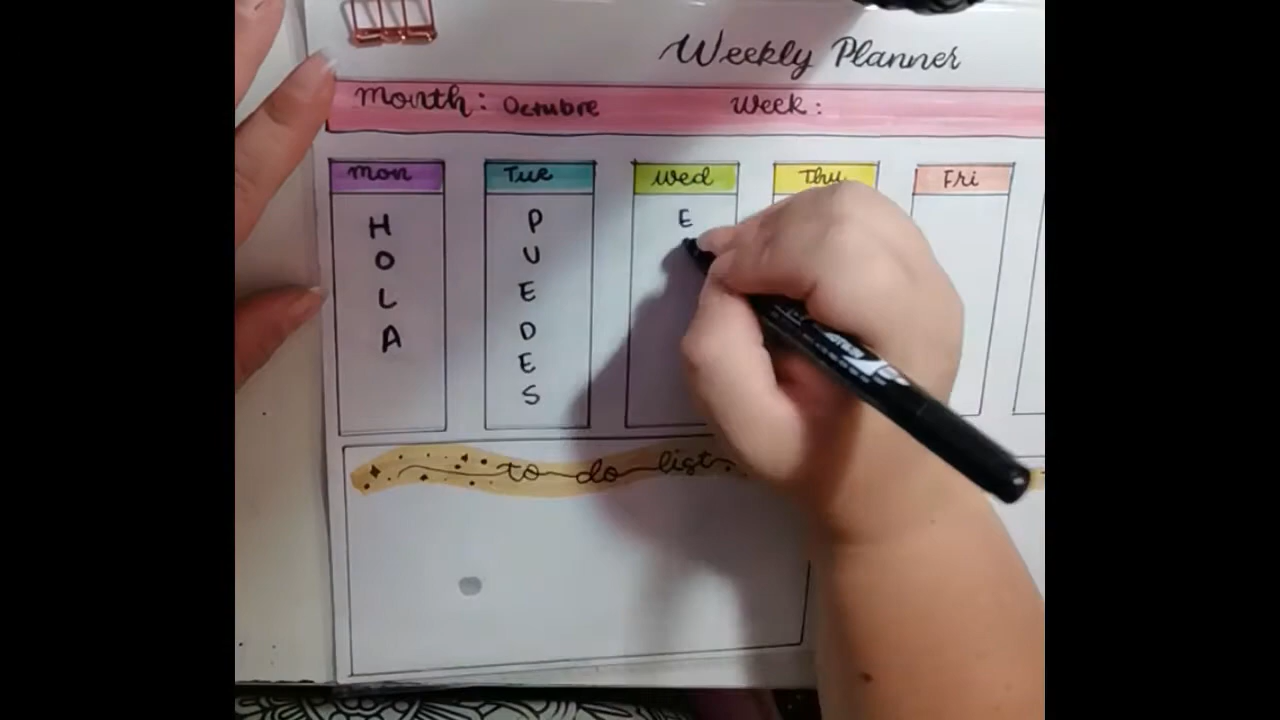 Weekly Planner
Month: Octubre
Week:
Mon
Tue
Wed
Thu
Fri
H
O
L
A
P
U
E
D
E
S
E
to do list